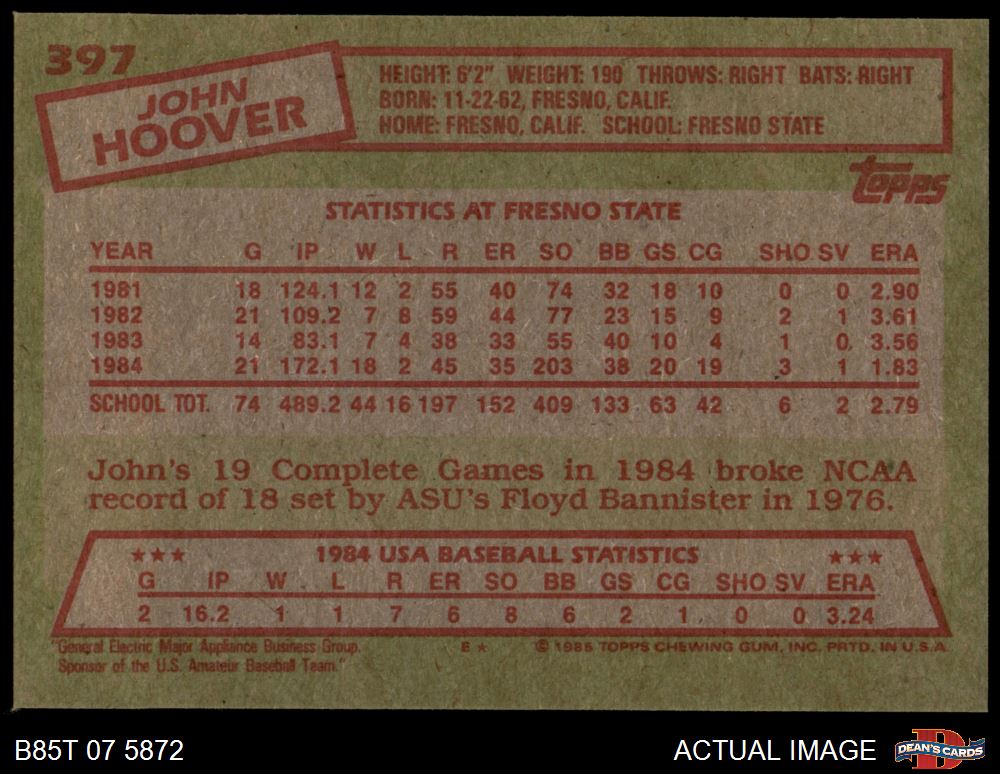 397
JOHN
HOOVER
HEIGHT: 6'2" WEIGHT: 190 THROWS: RIGHT BATS: RIGHT
BORN: 11-22-62, FRESNO, CALIF.
HOME: FRESNO, CALIF. SCHOOL: FRESNO STATE
topps
STATISTICS AT FRESNO STATE
YEAR G IP W L R ER SO BB GS CG SHO SV ERA
1981 18 124.1 12 2 55 40 74 32 18 10 0 0 2.90
1982 21 109.2 7 8 59 44 77 23 15 9 2 1 3.61
1983 14 83.1 7 4 38 33 55 40 10 4 1 0 3.56
1984 21 172.1 18 2 45 35 203 38 20 19 3 1 1.83
SCHOOL TOT. 74 489.2 44 16 197 152 409 133 63 42 6 2 2.79
John's 19 Complete Games in 1984 broke NCAA
record of 18 set by ASU's Floyd Bannister in 1976.
★★★ 1984 USA BASEBALL STATISTICS ★★★
G IP W L R ER SO BB GS CG SHO SV ERA
2 16.2 1 1 7 6 8 6 2 1 0 0 3.24
"General Electric Major Appliance Business Group.
Sponsor of the U.S. Amateur Baseball Team."
E ★ © 1985 TOPPS CHEWING GUM, INC. PRTD. IN U.S.A.
B85T 07 5872
ACTUAL IMAGE
D
DEAN'S CARDS